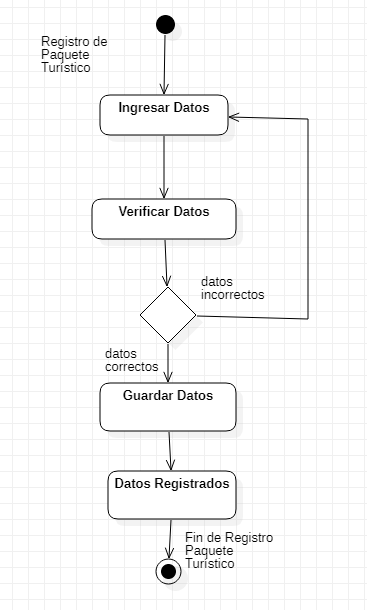 Registro de
Paquete
Turístico
Ingresar Datos
Verificar Datos
datos
incorrectos
datos
correctos
Guardar Datos
Datos Registrados
Fin de Registro
Paquete
Turístico